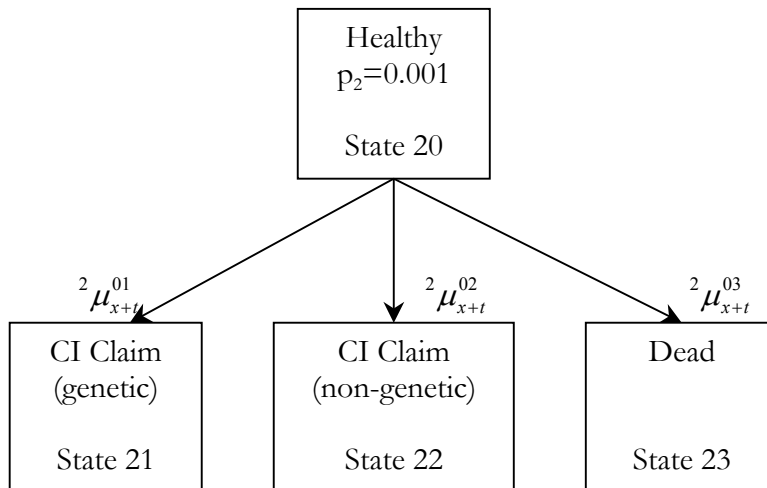 Healthy
p₂=0.001
State 20
²μ⁰¹ₓ₊ₜ
²μ⁰²ₓ₊ₜ
²μ⁰³ₓ₊ₜ
CI Claim
(genetic)
State 21
CI Claim
(non-genetic)
State 22
Dead
State 23